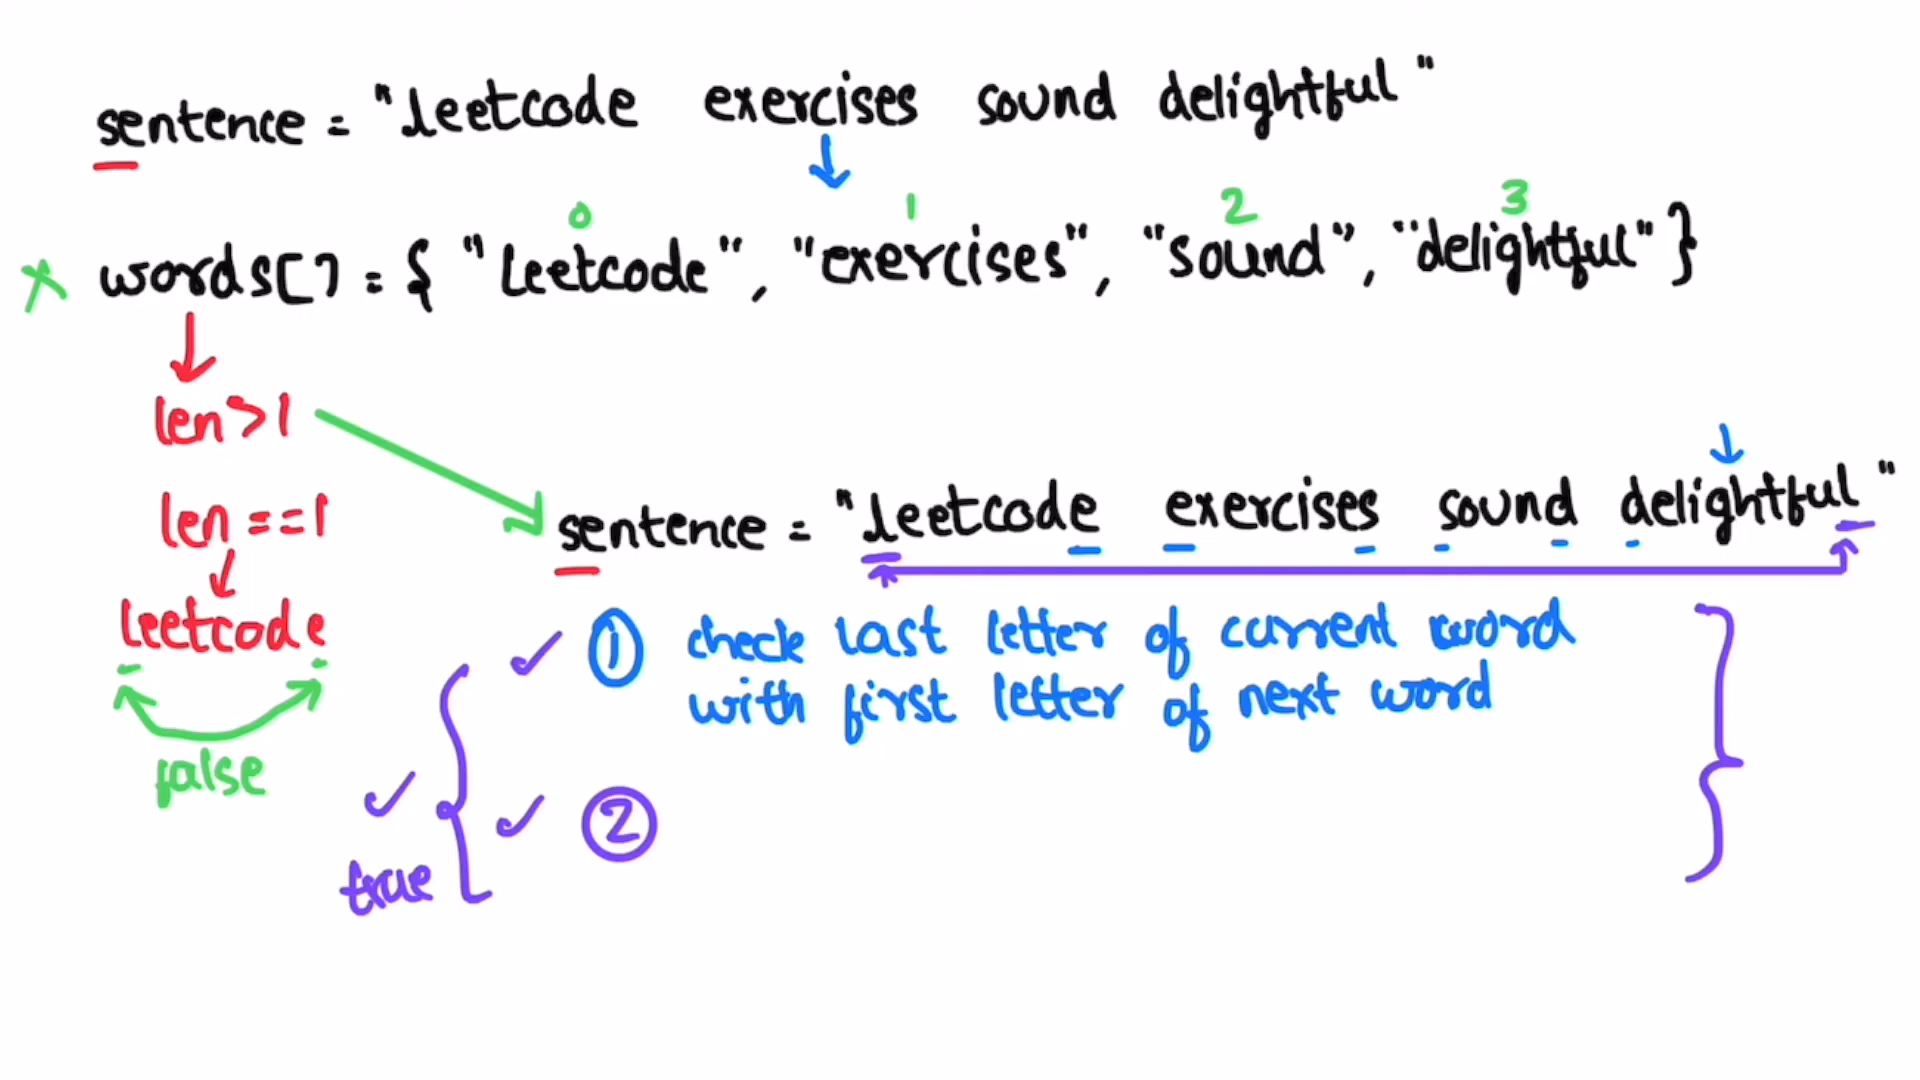 sentence = "leetcode exercises sound delightful"
0 1 2 3
words[] = { "leetcode", "exercises", "sound", "delightful" }
len > 1
len == 1
leetcode
false
sentence = "leetcode exercises sound delightful"
1 check last letter of current word
with first letter of next word
2
true